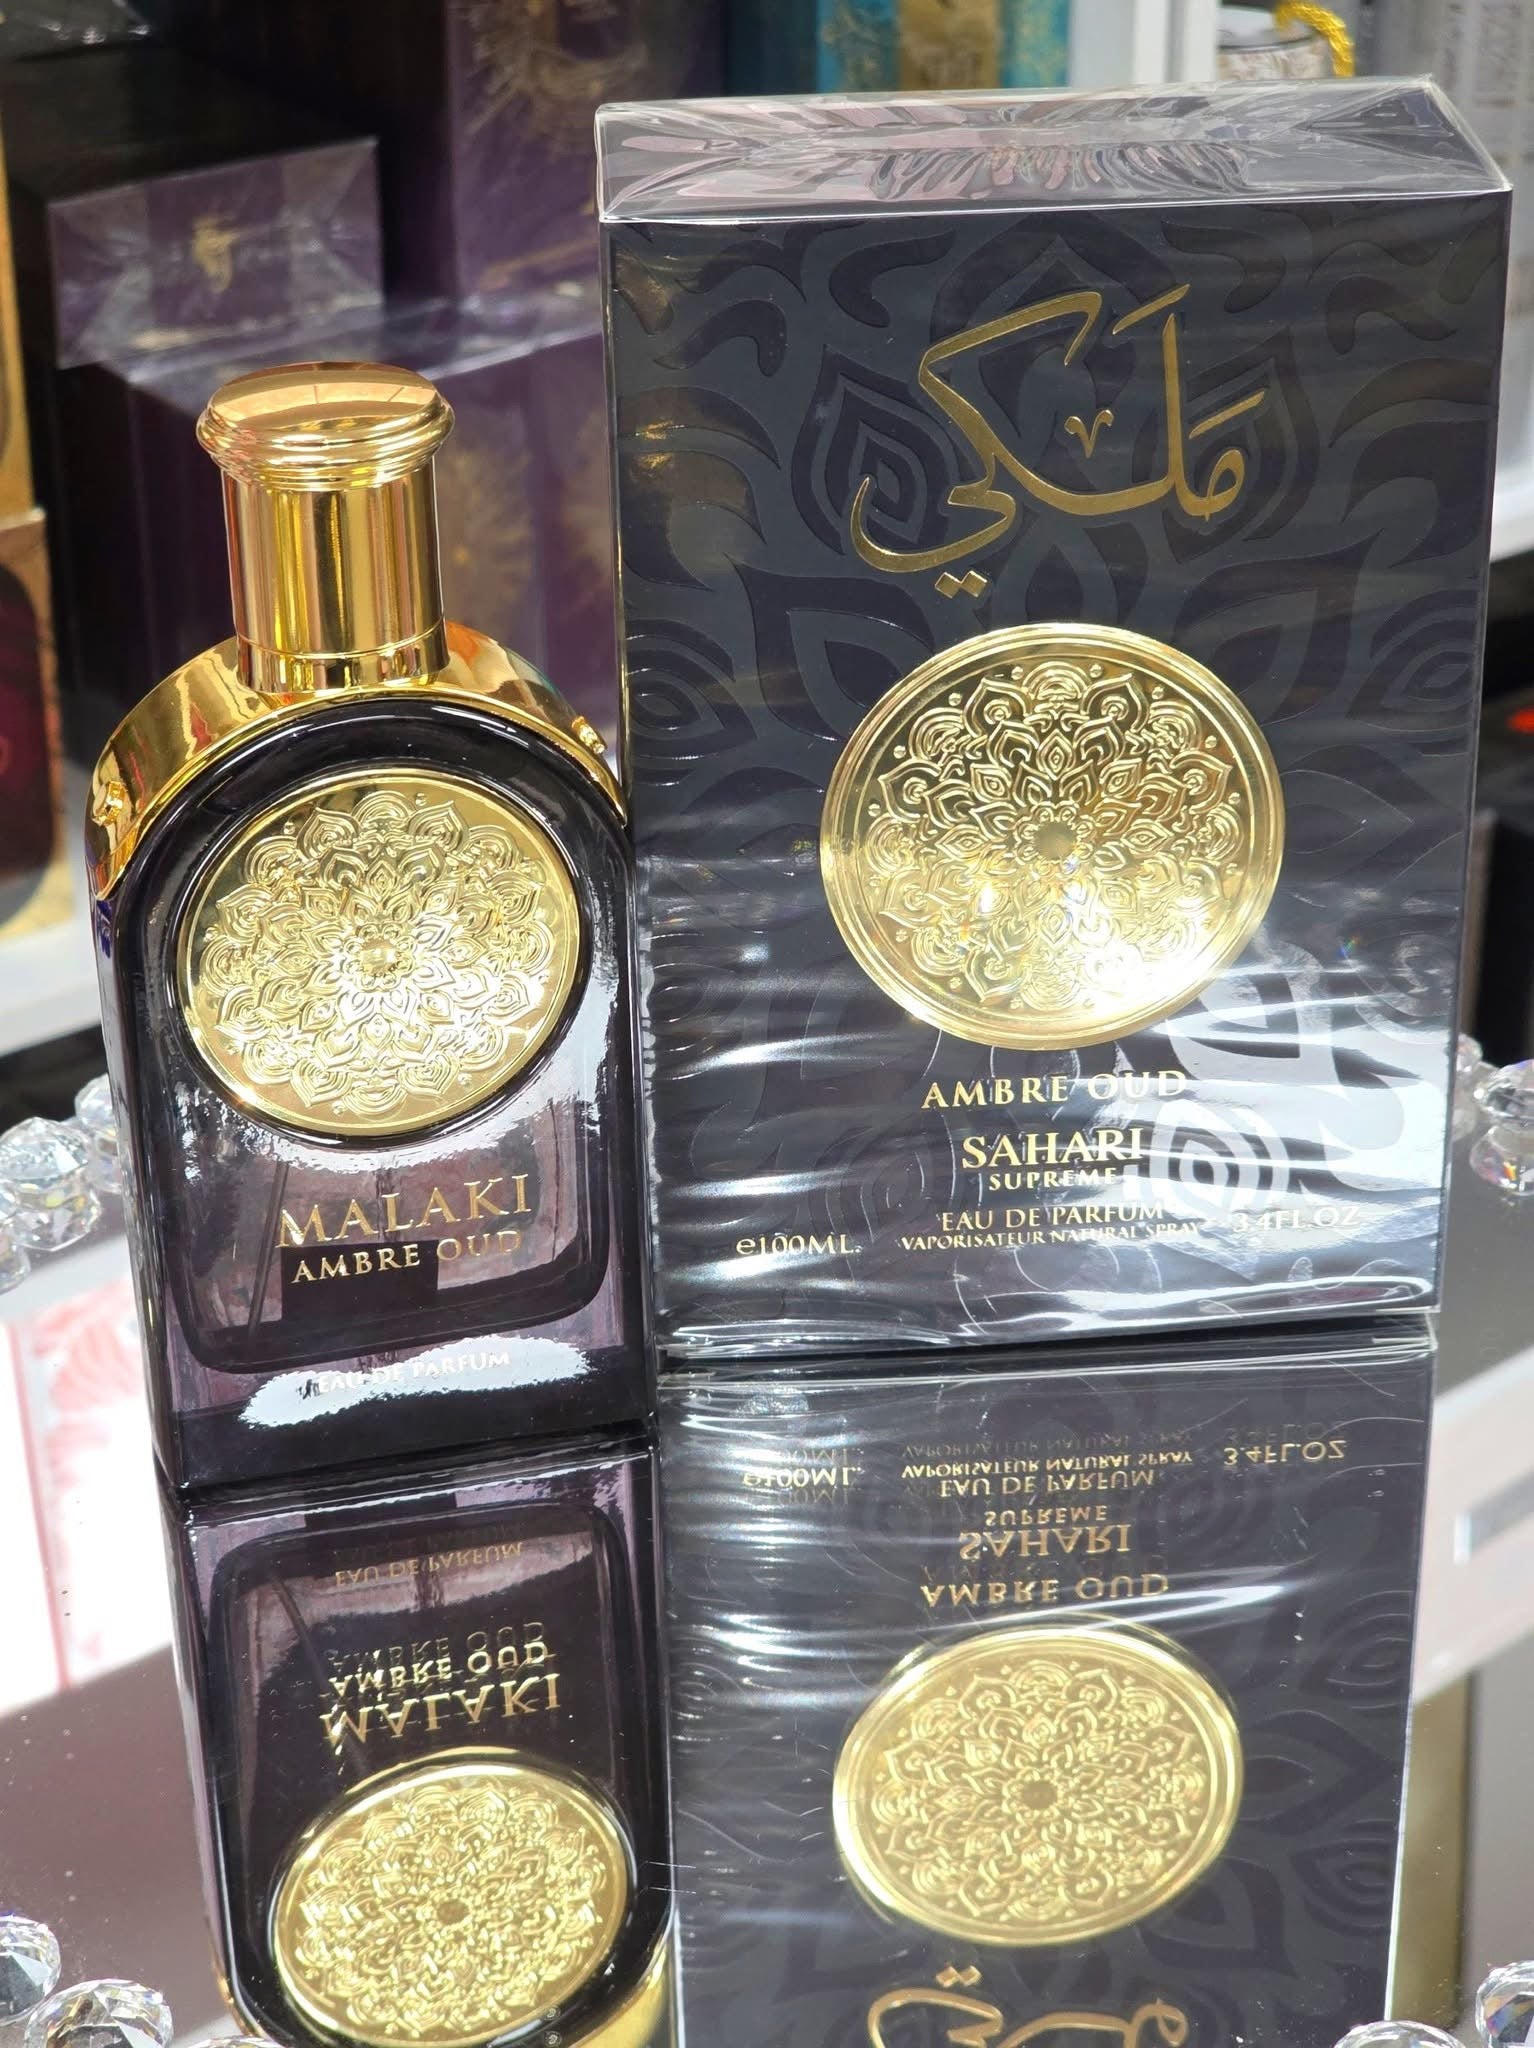 MALAKI
AMBRE OUD
EAU DE PARFUM
ملكي
AMBRE OUD
SAHARI
SUPREME
EAU DE PARFUM
e100ML. VAPORISATEUR NATURAL SPRAY 3.4FL.OZ